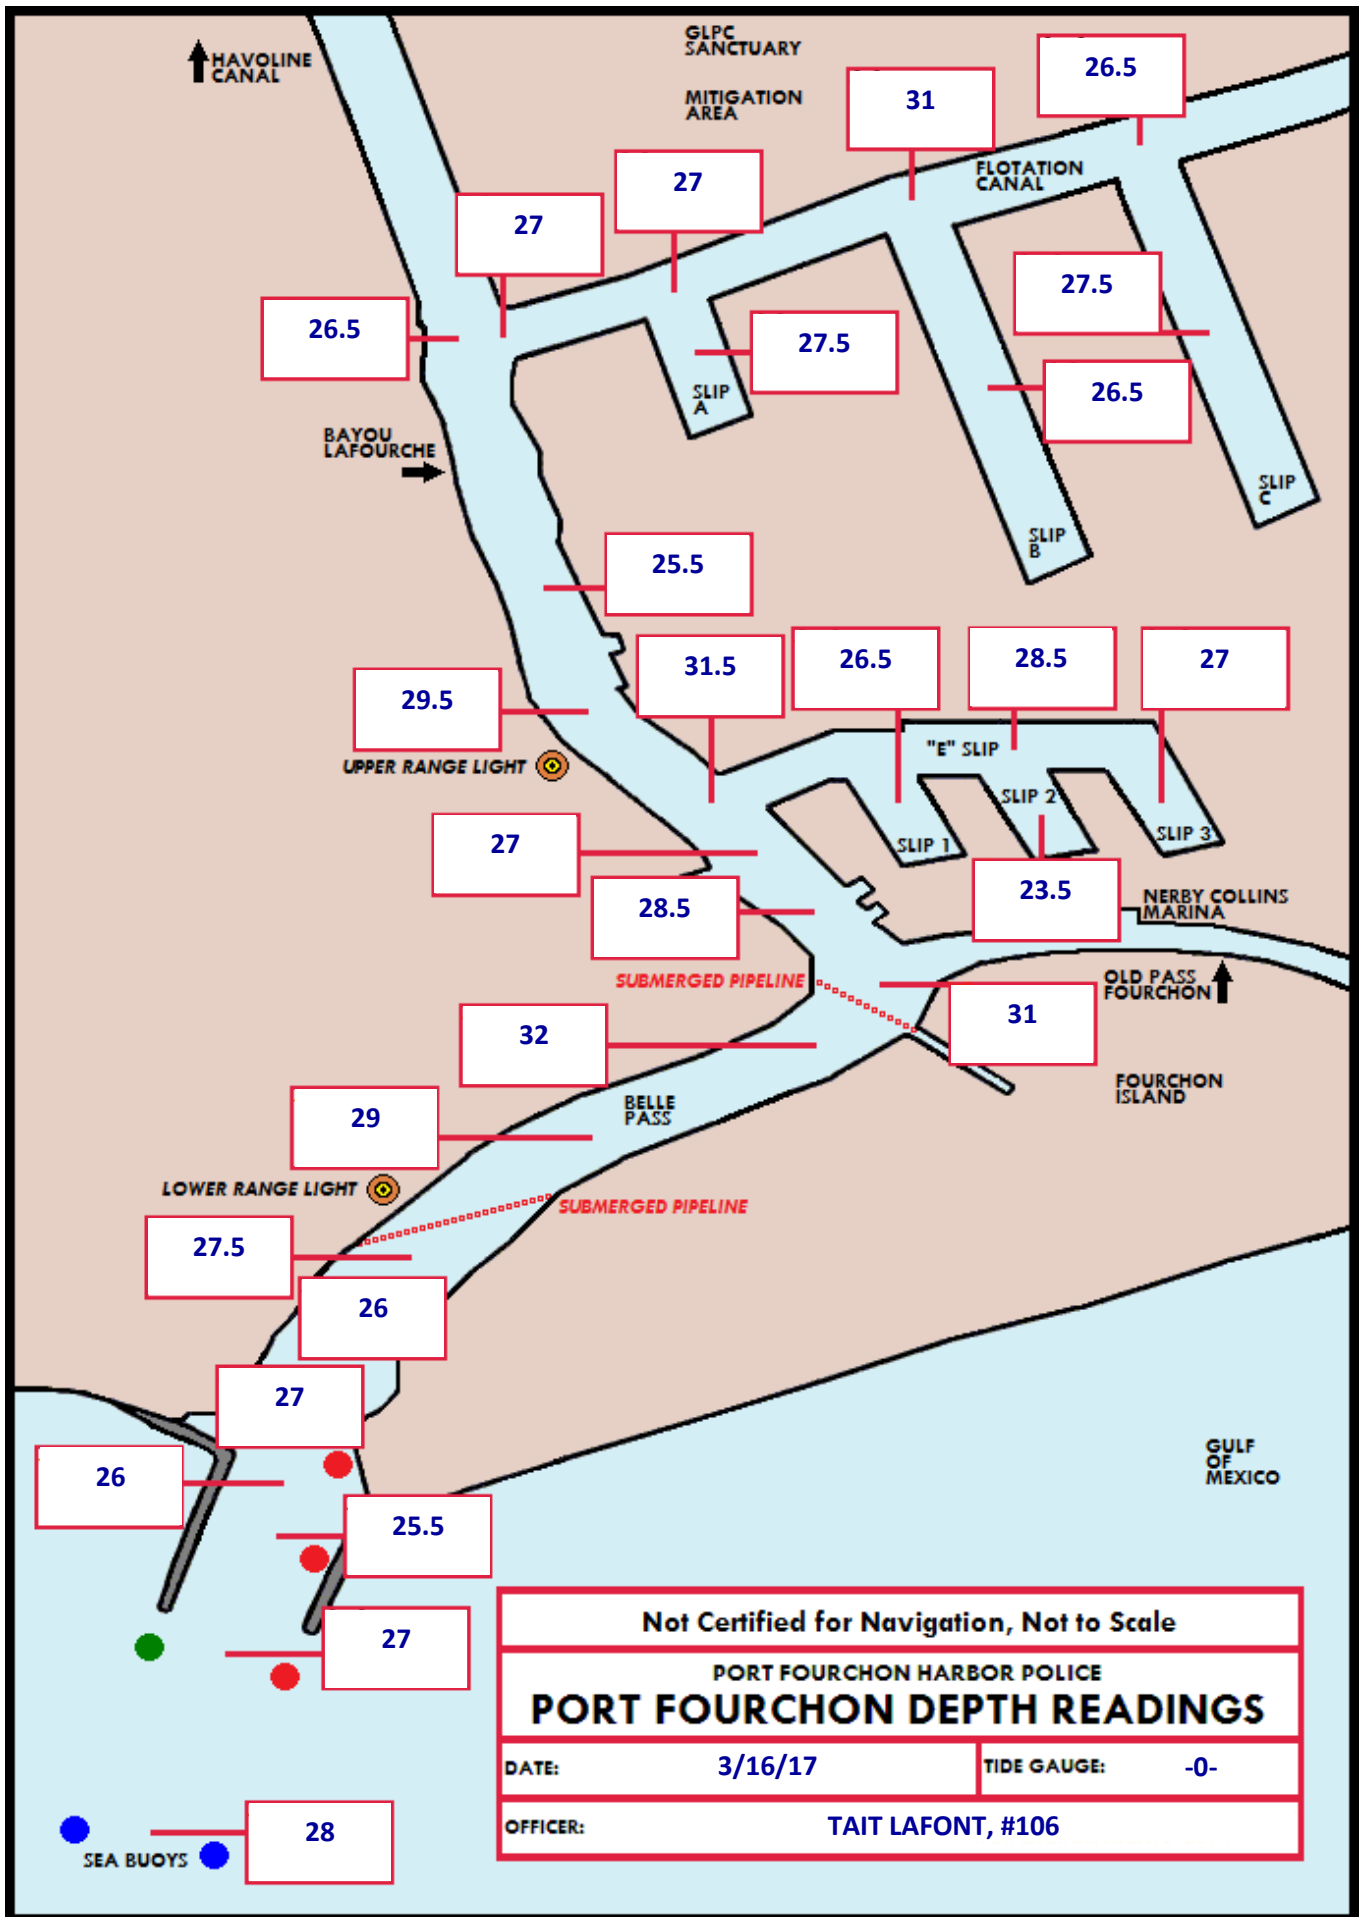 GLPC
SANCTUARY
HAVOLINE
CANAL
26.5
MITIGATION
AREA
31
FLOTATION
CANAL
27
27
27.5
26.5
27.5
26.5
SLIP
A
BAYOU
LAFOURCHE
SLIP
C
SLIP
B
25.5
31.5
26.5
28.5
27
29.5
"E" SLIP
UPPER RANGE LIGHT
SLIP 2
27
SLIP 1
SLIP 3
28.5
23.5
NERBY COLLINS
MARINA
SUBMERGED PIPELINE
OLD PASS
FOURCHON
31
32
FOURCHON
ISLAND
BELLE
PASS
29
LOWER RANGE LIGHT
SUBMERGED PIPELINE
27.5
26
27
GULF
OF
MEXICO
26
25.5
27
Not Certified for Navigation, Not to Scale
PORT FOURCHON HARBOR POLICE
PORT FOURCHON DEPTH READINGS
DATE: 3/16/17 TIDE GAUGE: -0-
OFFICER: TAIT LAFONT, #106
28
SEA BUOYS